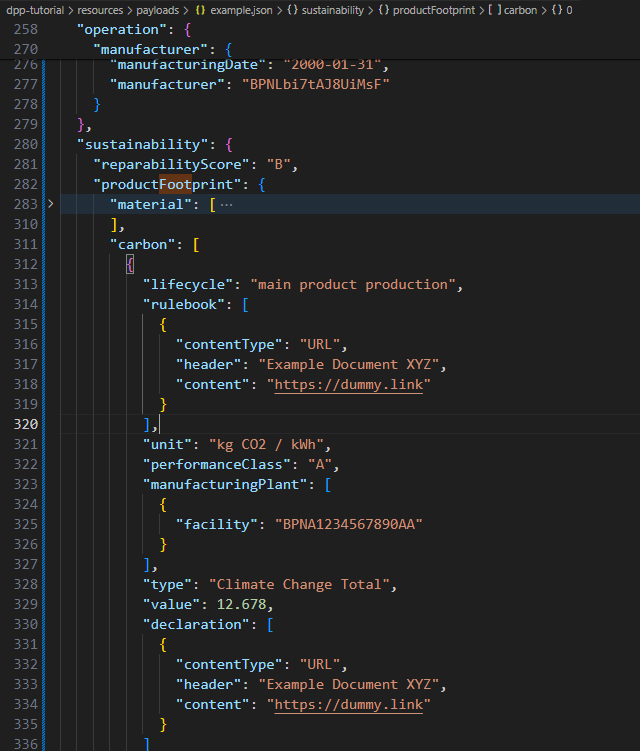 dpp-tutorial > resources > payloads > {} example.json > {} sustainability > {} productFootprint > [ ] carbon > {} 0
258 "operation": {
270 "manufacturer": {
276 "manufacturingDate": "2000-01-31",
277 "manufacturer": "BPNLbi7tAJ8UiMsF"
278 }
279 },
280 "sustainability": {
281 "reparabilityScore": "B",
282 "productFootprint": {
283 > "material": [ ···
310 ],
311 "carbon": [
312 {
313 "lifecycle": "main product production",
314 "rulebook": [
315 {
316 "contentType": "URL",
317 "header": "Example Document XYZ",
318 "content": "https://dummy.link"
319 }
320 ],
321 "unit": "kg CO2 / kWh",
322 "performanceClass": "A",
323 "manufacturingPlant": [
324 {
325 "facility": "BPNA1234567890AA"
326 }
327 ],
328 "type": "Climate Change Total",
329 "value": 12.678,
330 "declaration": [
331 {
332 "contentType": "URL",
333 "header": "Example Document XYZ",
334 "content": "https://dummy.link"
335 }
336 ]